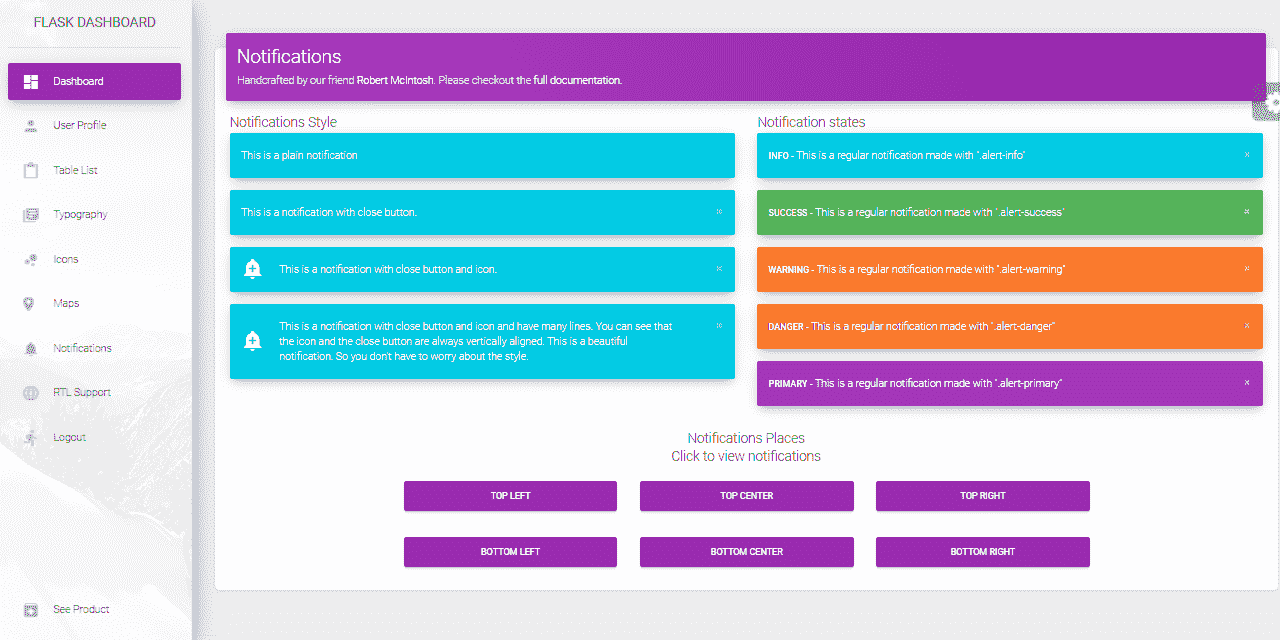 FLASK DASHBOARD
Dashboard
User Profile
Table List
Typography
Icons
Maps
Notifications
RTL Support
Logout
See Product
Notifications
Handcrafted by our friend Robert McIntosh. Please checkout the full documentation.
Notifications Style
This is a plain notification
This is a notification with close button.
This is a notification with close button and icon.
This is a notification with close button and icon and have many lines. You can see that
the icon and the close button are always vertically aligned. This is a beautiful
notification. So you don't have to worry about the style.
Notification states
INFO - This is a regular notification made with ".alert-info"
SUCCESS - This is a regular notification made with ".alert-success"
WARNING - This is a regular notification made with ".alert-warning"
DANGER - This is a regular notification made with ".alert-danger"
PRIMARY - This is a regular notification made with ".alert-primary"
Notifications Places
Click to view notifications
TOP LEFT
TOP CENTER
TOP RIGHT
BOTTOM LEFT
BOTTOM CENTER
BOTTOM RIGHT